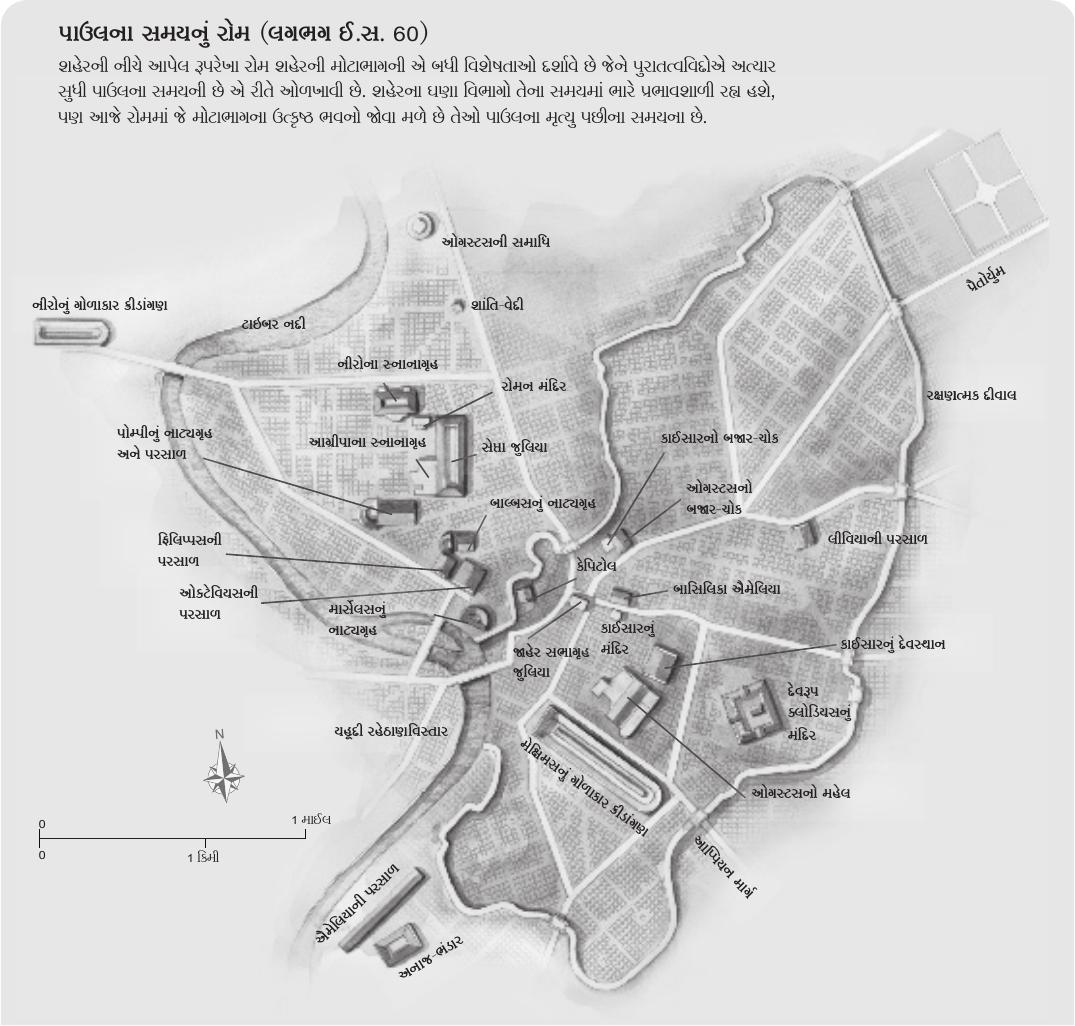 પાઉલના સમયનું રોમ (લગભગ ઈ.સ. 60)
શહેરની નીચે આપેલ રૂપરેખા રોમ શહેરની મોટાભાગની એ બધી વિશેષતાઓ દર્શાવે છે જેને પુરાતત્વવિદોએ અત્યાર
સુધી પાઉલના સમયની છે એ રીતે ઓળખાવી છે. શહેરના ઘણા વિભાગો તેના સમયમાં ભારે પ્રભાવશાળી રહ્ય હશે,
પણ આજે રોમમાં જે મોટાભાગના ઉત્કૃષ્ઠ ભવનો જોવા મળે છે તેઓ પાઉલના મૃત્યુ પછીના સમયના છે.
ઓગસ્ટસની સમાધિ
પ્રૈતોર્યુમ
નીરોનું ગોળાકાર ક્રીડાંગણ
શાંતિ-વેદી
ટાઇબર નદી
નીરોના સ્નાનાગૃહ
રોમન મંદિર
રક્ષણત્મક દીવાલ
પોમ્પીનું નાટ્યગૃહ
અને પરસાળ
આગ્રીપાના સ્નાનાગૃહ
સેપ્તા જુલિયા
કાઈસારનો બજાર-ચોક
ઓગસ્ટસનો
બજાર-ચોક
બાલ્બસનું નાટ્યગૃહ
લીવિયાની પરસાળ
ફિલિપ્પસની
પરસાળ
કેપિટોલ
ઓક્ટેવિયસની
પરસાળ
બાસિલિકા ઐમેલિયા
માર્સેલસનું
નાટ્યગૃહ
કાઈસારનું
મંદિર
કાઈસારનું દેવસ્થાન
જાહેર સભાગૃહ
જુલિયા
દેવરૂપ
ક્લોડિયસનું
મંદિર
યહૂદી રહેઠાણવિસ્તાર
N
મેક્ષિમસનું ગોળાકાર ક્રીડાંગણ
ઓગસ્ટસનો મહેલ
0
1 માઈલ
0
1 કિમી
આપ્પિયન માર્ગ
ઐમેલિયાની પરસાળ
અનાજ-ભંડાર